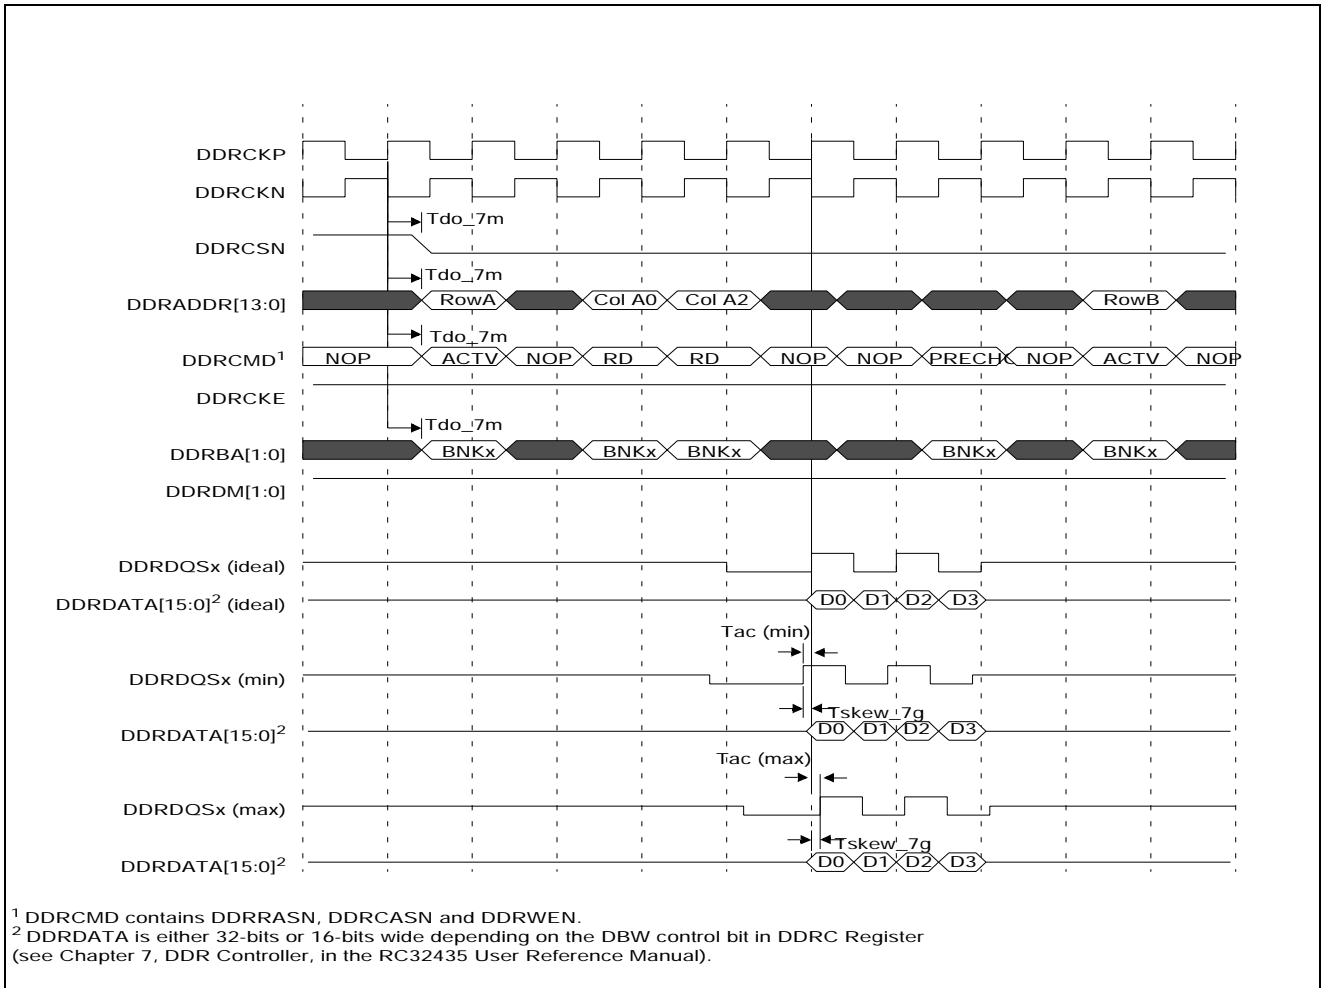 DDRCKP
DDRCKN
Tdo_7m
DDRCSN
Tdo_7m
DDRADDR[13:0] RowA Col A0 Col A2 RowB
Tdo_7m
DDRCMD1 NOP ACTV NOP RD RD NOP NOP PRECHG NOP ACTV NOP
DDRCKE
Tdo_7m
DDRBA[1:0] BNKx BNKx BNKx BNKx BNKx
DDRDM[1:0]
DDRDQSx (ideal)
DDRDATA[15:0]2 (ideal) D0 D1 D2 D3
Tac (min)
DDRDQSx (min)
Tskew_7g
DDRDATA[15:0]2 D0 D1 D2 D3
Tac (max)
DDRDQSx (max)
Tskew_7g
DDRDATA[15:0]2 D0 D1 D2 D3
1 DDRCMD contains DDRRASN, DDRCASN and DDRWEN.
2 DDRDATA is either 32-bits or 16-bits wide depending on the DBW control bit in DDRC Register
(see Chapter 7, DDR Controller, in the RC32435 User Reference Manual).